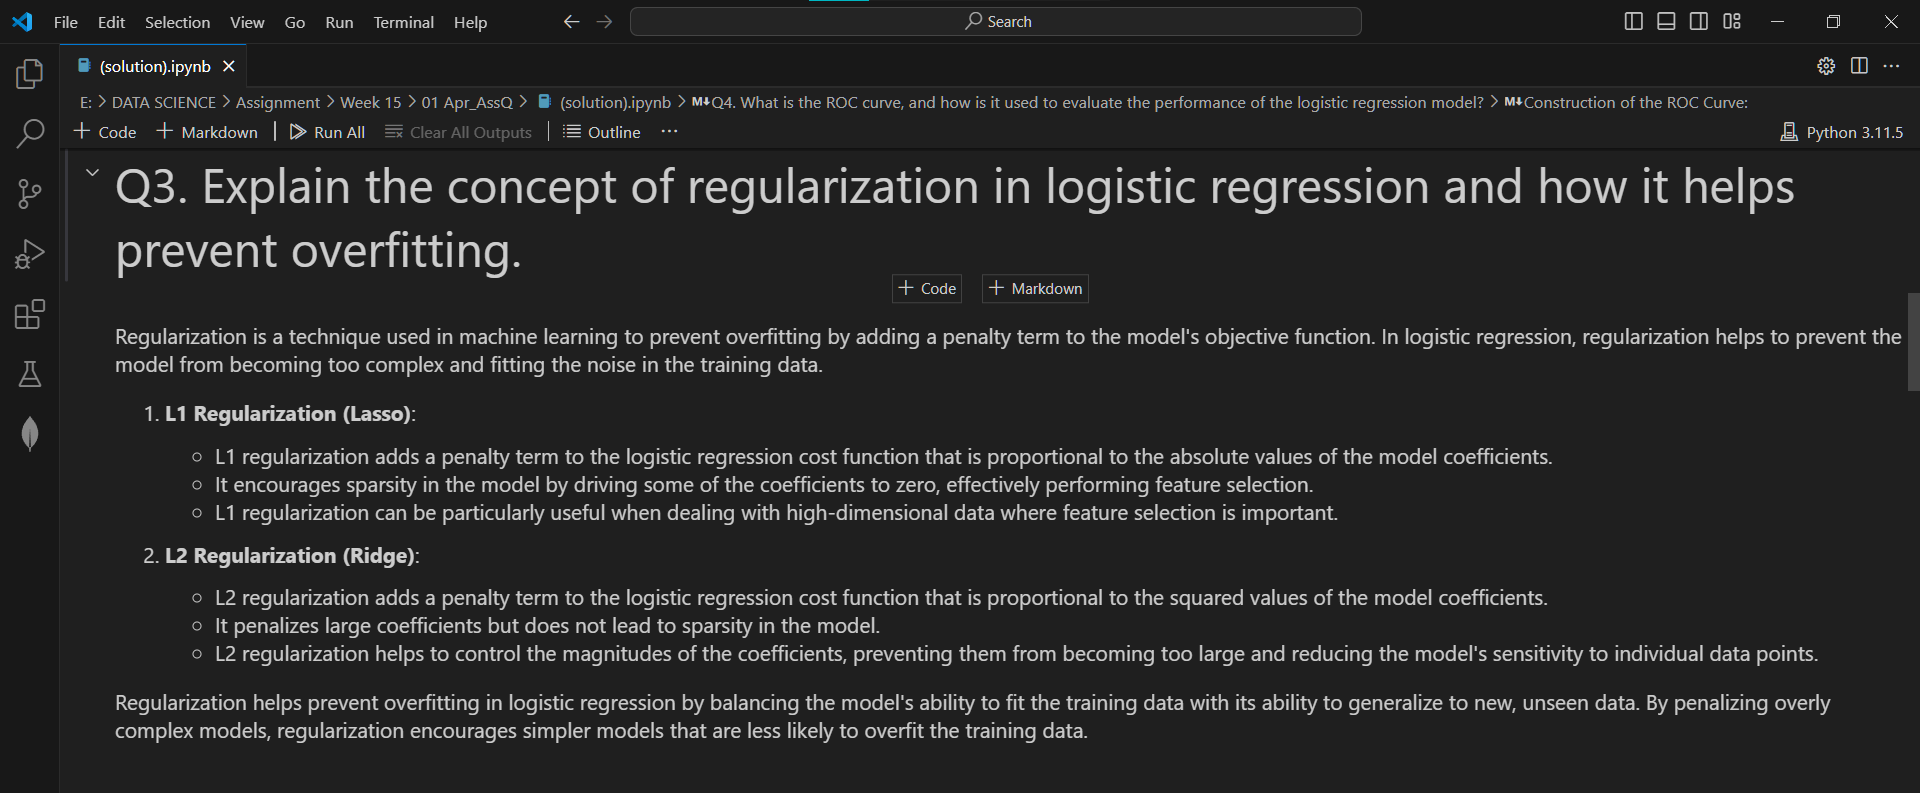 File Edit Selection View Go Run Terminal Help Search
(solution).ipynb
E: > DATA SCIENCE > Assignment > Week 15 > 01 Apr_AssQ > (solution).ipynb > M↓Q4. What is the ROC curve, and how is it used to evaluate the performance of the logistic regression model? > M↓Construction of the ROC Curve:
+ Code + Markdown | Run All Clear All Outputs | Outline ··· Python 3.11.5
Q3. Explain the concept of regularization in logistic regression and how it helps
prevent overfitting.
+ Code + Markdown
Regularization is a technique used in machine learning to prevent overfitting by adding a penalty term to the model's objective function. In logistic regression, regularization helps to prevent the
model from becoming too complex and fitting the noise in the training data.
1. L1 Regularization (Lasso):
○ L1 regularization adds a penalty term to the logistic regression cost function that is proportional to the absolute values of the model coefficients.
○ It encourages sparsity in the model by driving some of the coefficients to zero, effectively performing feature selection.
○ L1 regularization can be particularly useful when dealing with high-dimensional data where feature selection is important.
2. L2 Regularization (Ridge):
○ L2 regularization adds a penalty term to the logistic regression cost function that is proportional to the squared values of the model coefficients.
○ It penalizes large coefficients but does not lead to sparsity in the model.
○ L2 regularization helps to control the magnitudes of the coefficients, preventing them from becoming too large and reducing the model's sensitivity to individual data points.
Regularization helps prevent overfitting in logistic regression by balancing the model's ability to fit the training data with its ability to generalize to new, unseen data. By penalizing overly
complex models, regularization encourages simpler models that are less likely to overfit the training data.